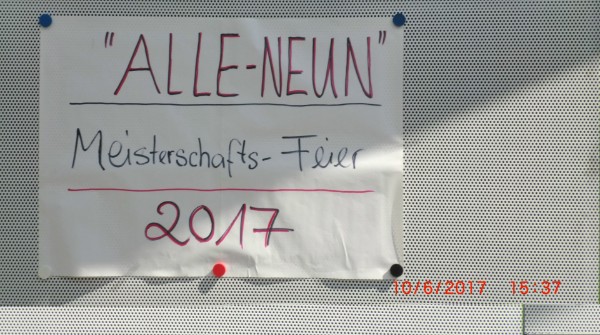 "ALLE-NEUN"
Meisterschafts-Feier
2017
10/6/2017 15:37